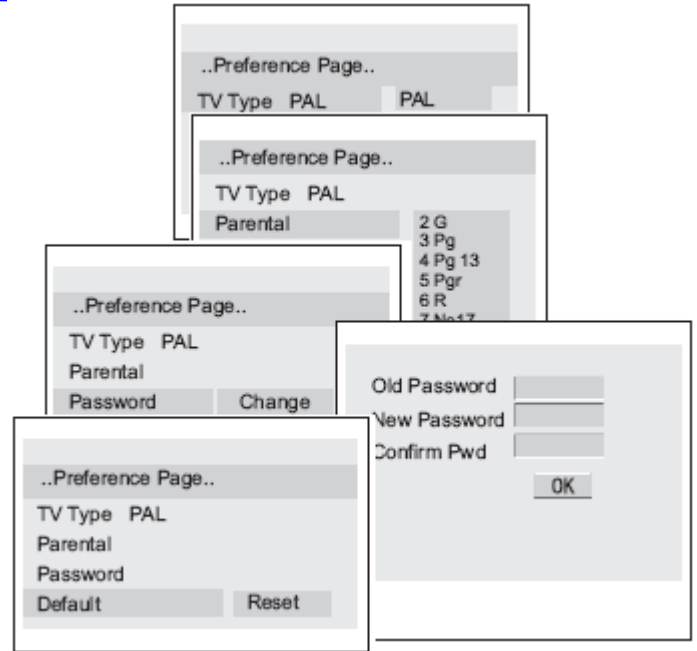 ..Preference Page..
TV Type PAL PAL
..Preference Page..
TV Type PAL
Parental
2 G
3 Pg
4 Pg 13
5 Pgr
6 R
..Preference Page..
TV Type PAL
Parental
Password Change
Old Password
New Password
Confirm Pwd
OK
..Preference Page..
TV Type PAL
Parental
Password
Default Reset